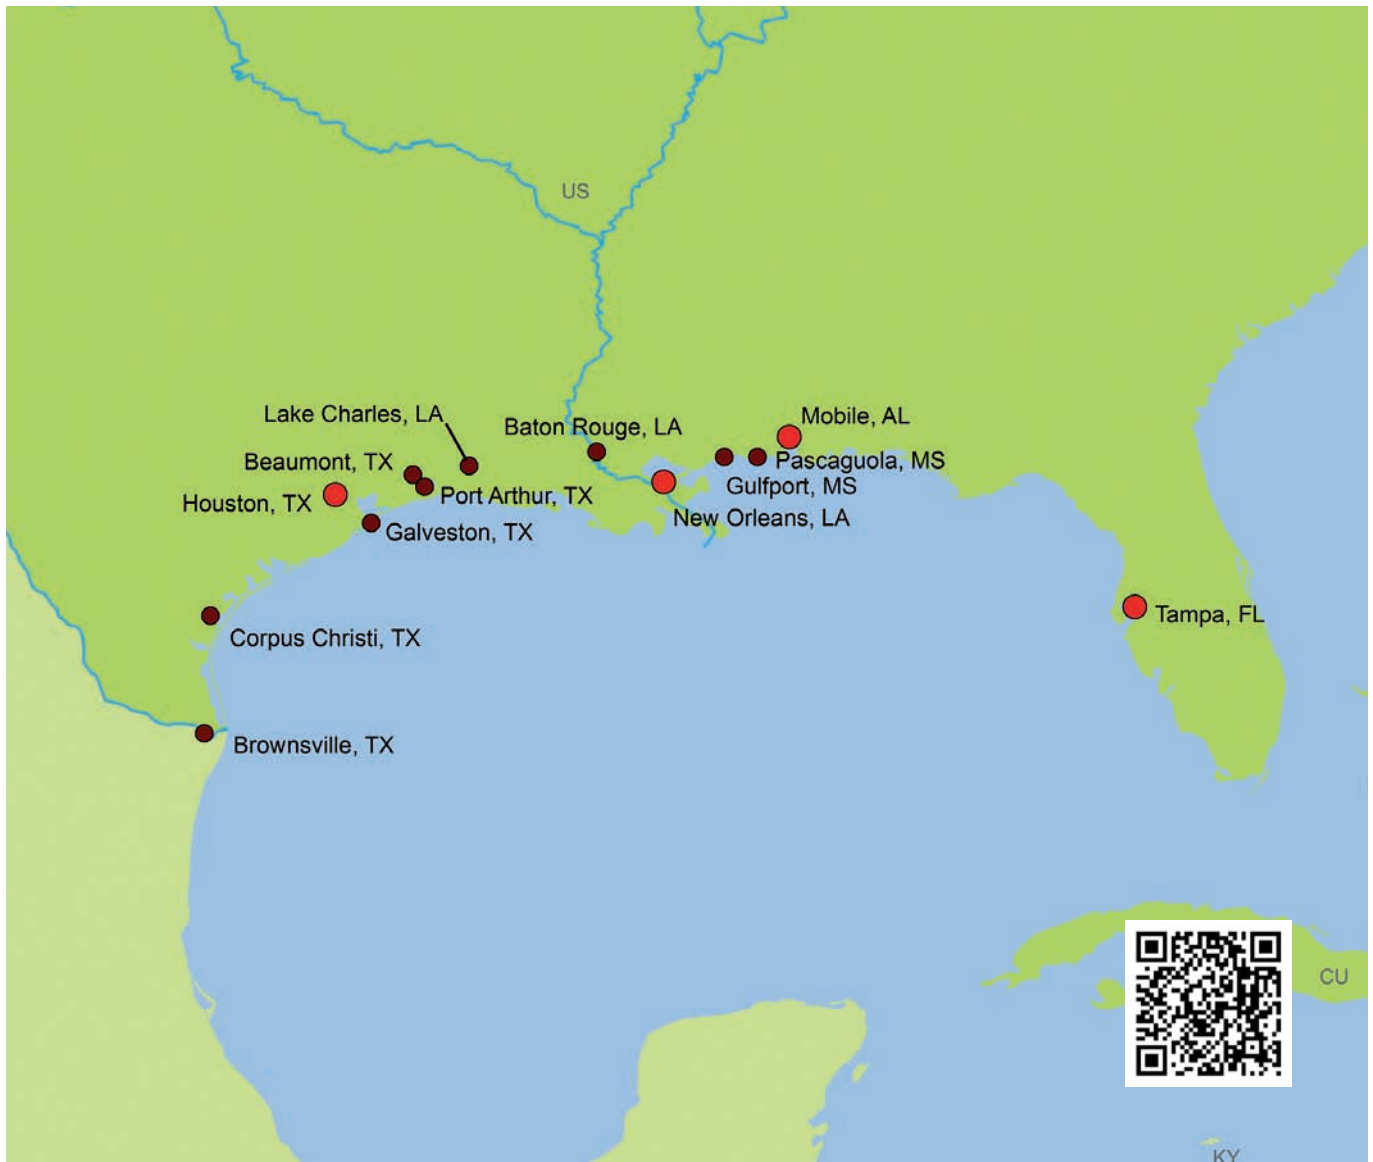 US
Mobile, AL
Lake Charles, LA
Baton Rouge, LA
Beaumont, TX
Pascaguola, MS
Gulfport, MS
Port Arthur, TX
Houston, TX
New Orleans, LA
Galveston, TX
Tampa, FL
Corpus Christi, TX
Brownsville, TX
CU
KY